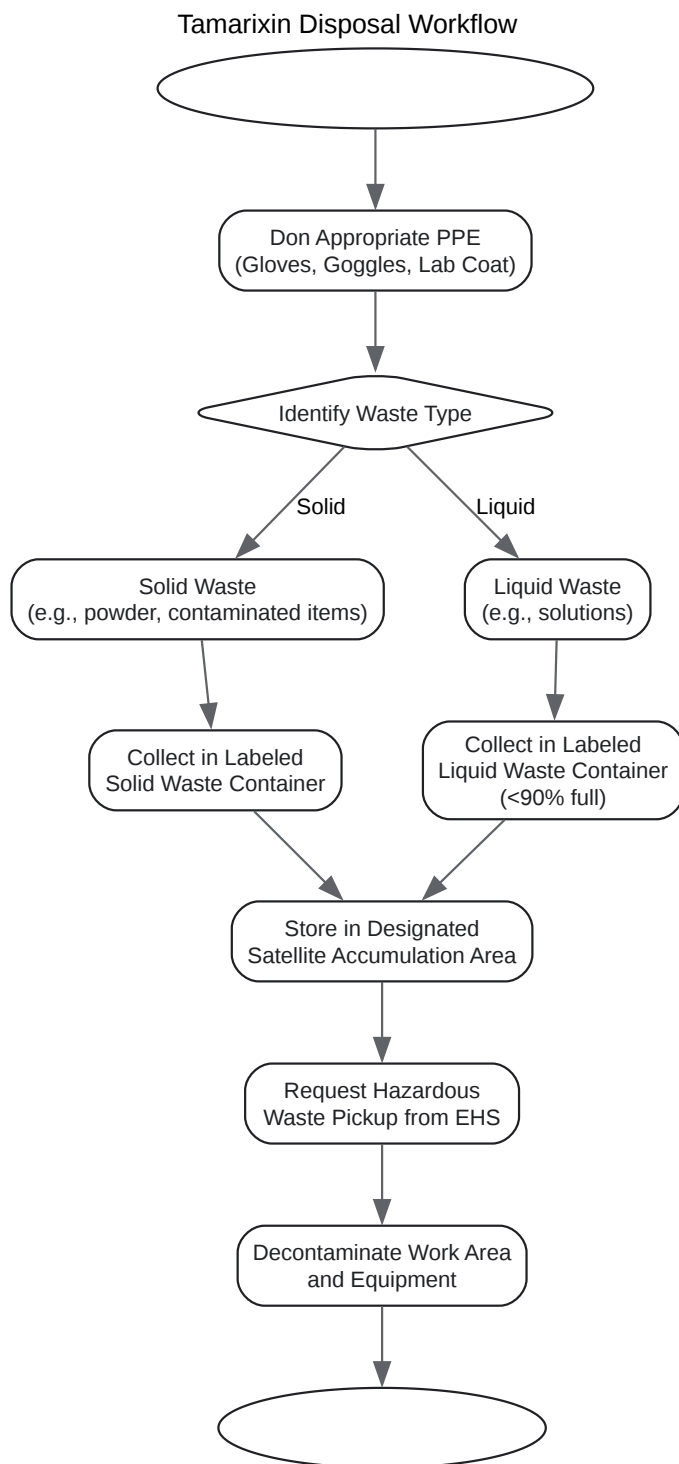 Tamarixin Disposal Workflow
Don Appropriate PPE
(Gloves, Goggles, Lab Coat)
Identify Waste Type
Solid
Liquid
Solid Waste
(e.g., powder, contaminated items)
Liquid Waste
(e.g., solutions)
Collect in Labeled
Solid Waste Container
Collect in Labeled
Liquid Waste Container
(<90% full)
Store in Designated
Satellite Accumulation Area
Request Hazardous
Waste Pickup from EHS
Decontaminate Work Area
and Equipment